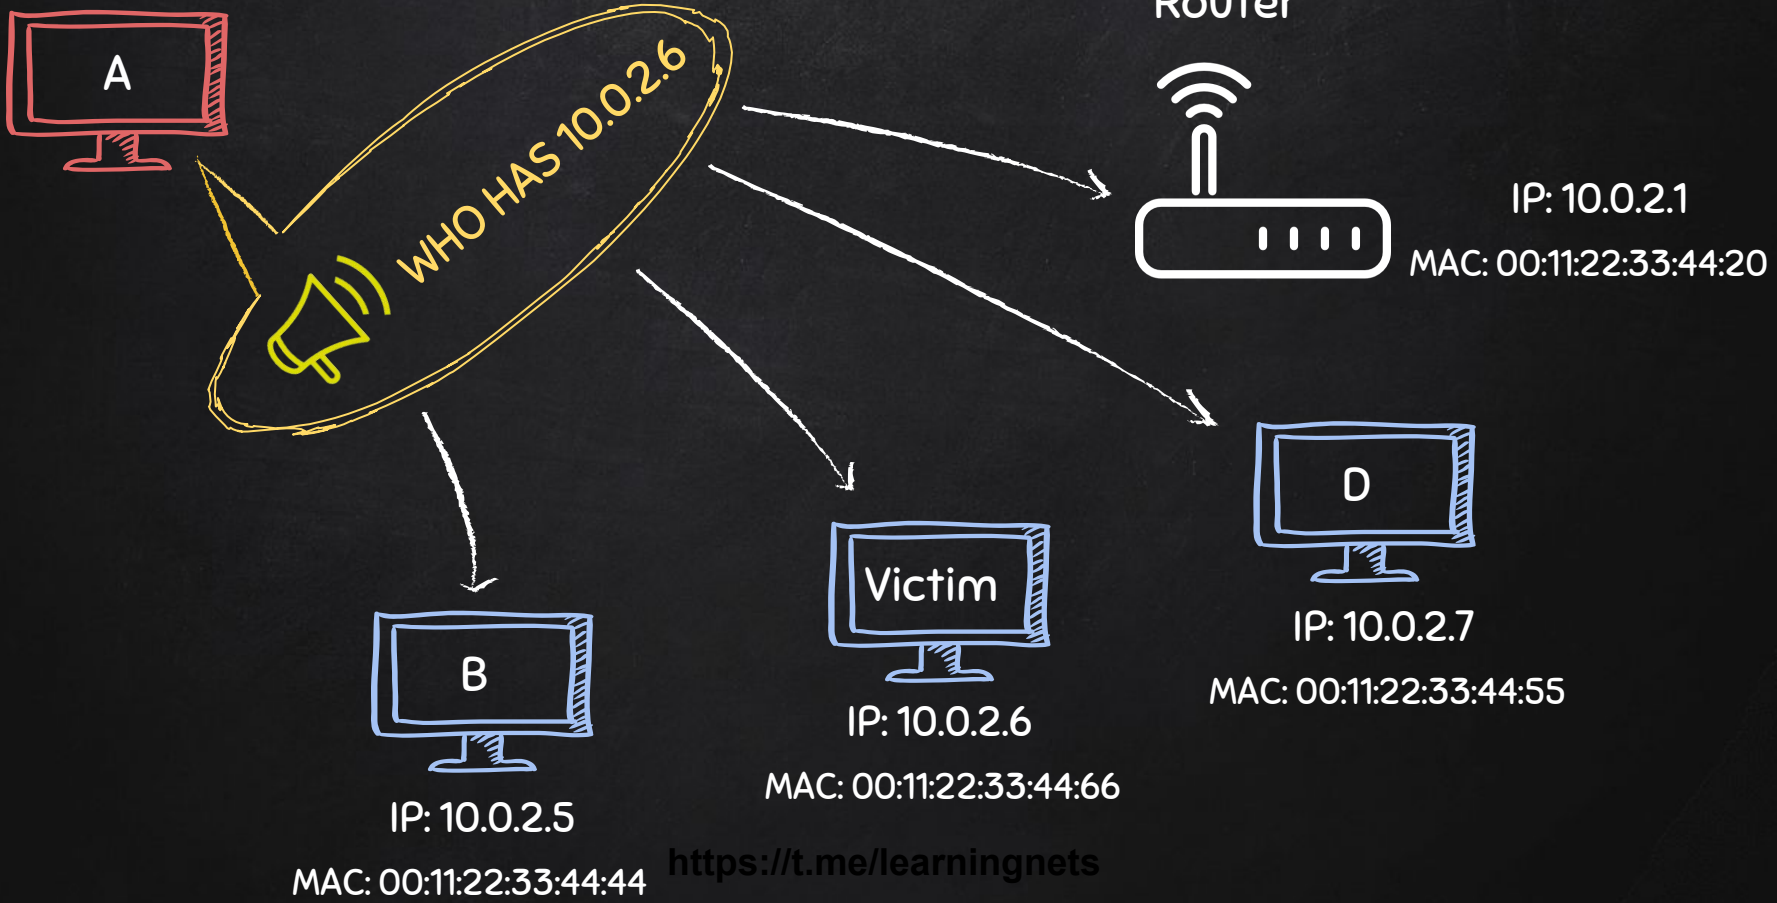 Router
A
WHO HAS 10.0.2.6
IP: 10.0.2.1
MAC: 00:11:22:33:44:20
D
IP: 10.0.2.7
MAC: 00:11:22:33:44:55
Victim
IP: 10.0.2.6
MAC: 00:11:22:33:44:66
B
IP: 10.0.2.5
MAC: 00:11:22:33:44:44
https://t.me/learningnets